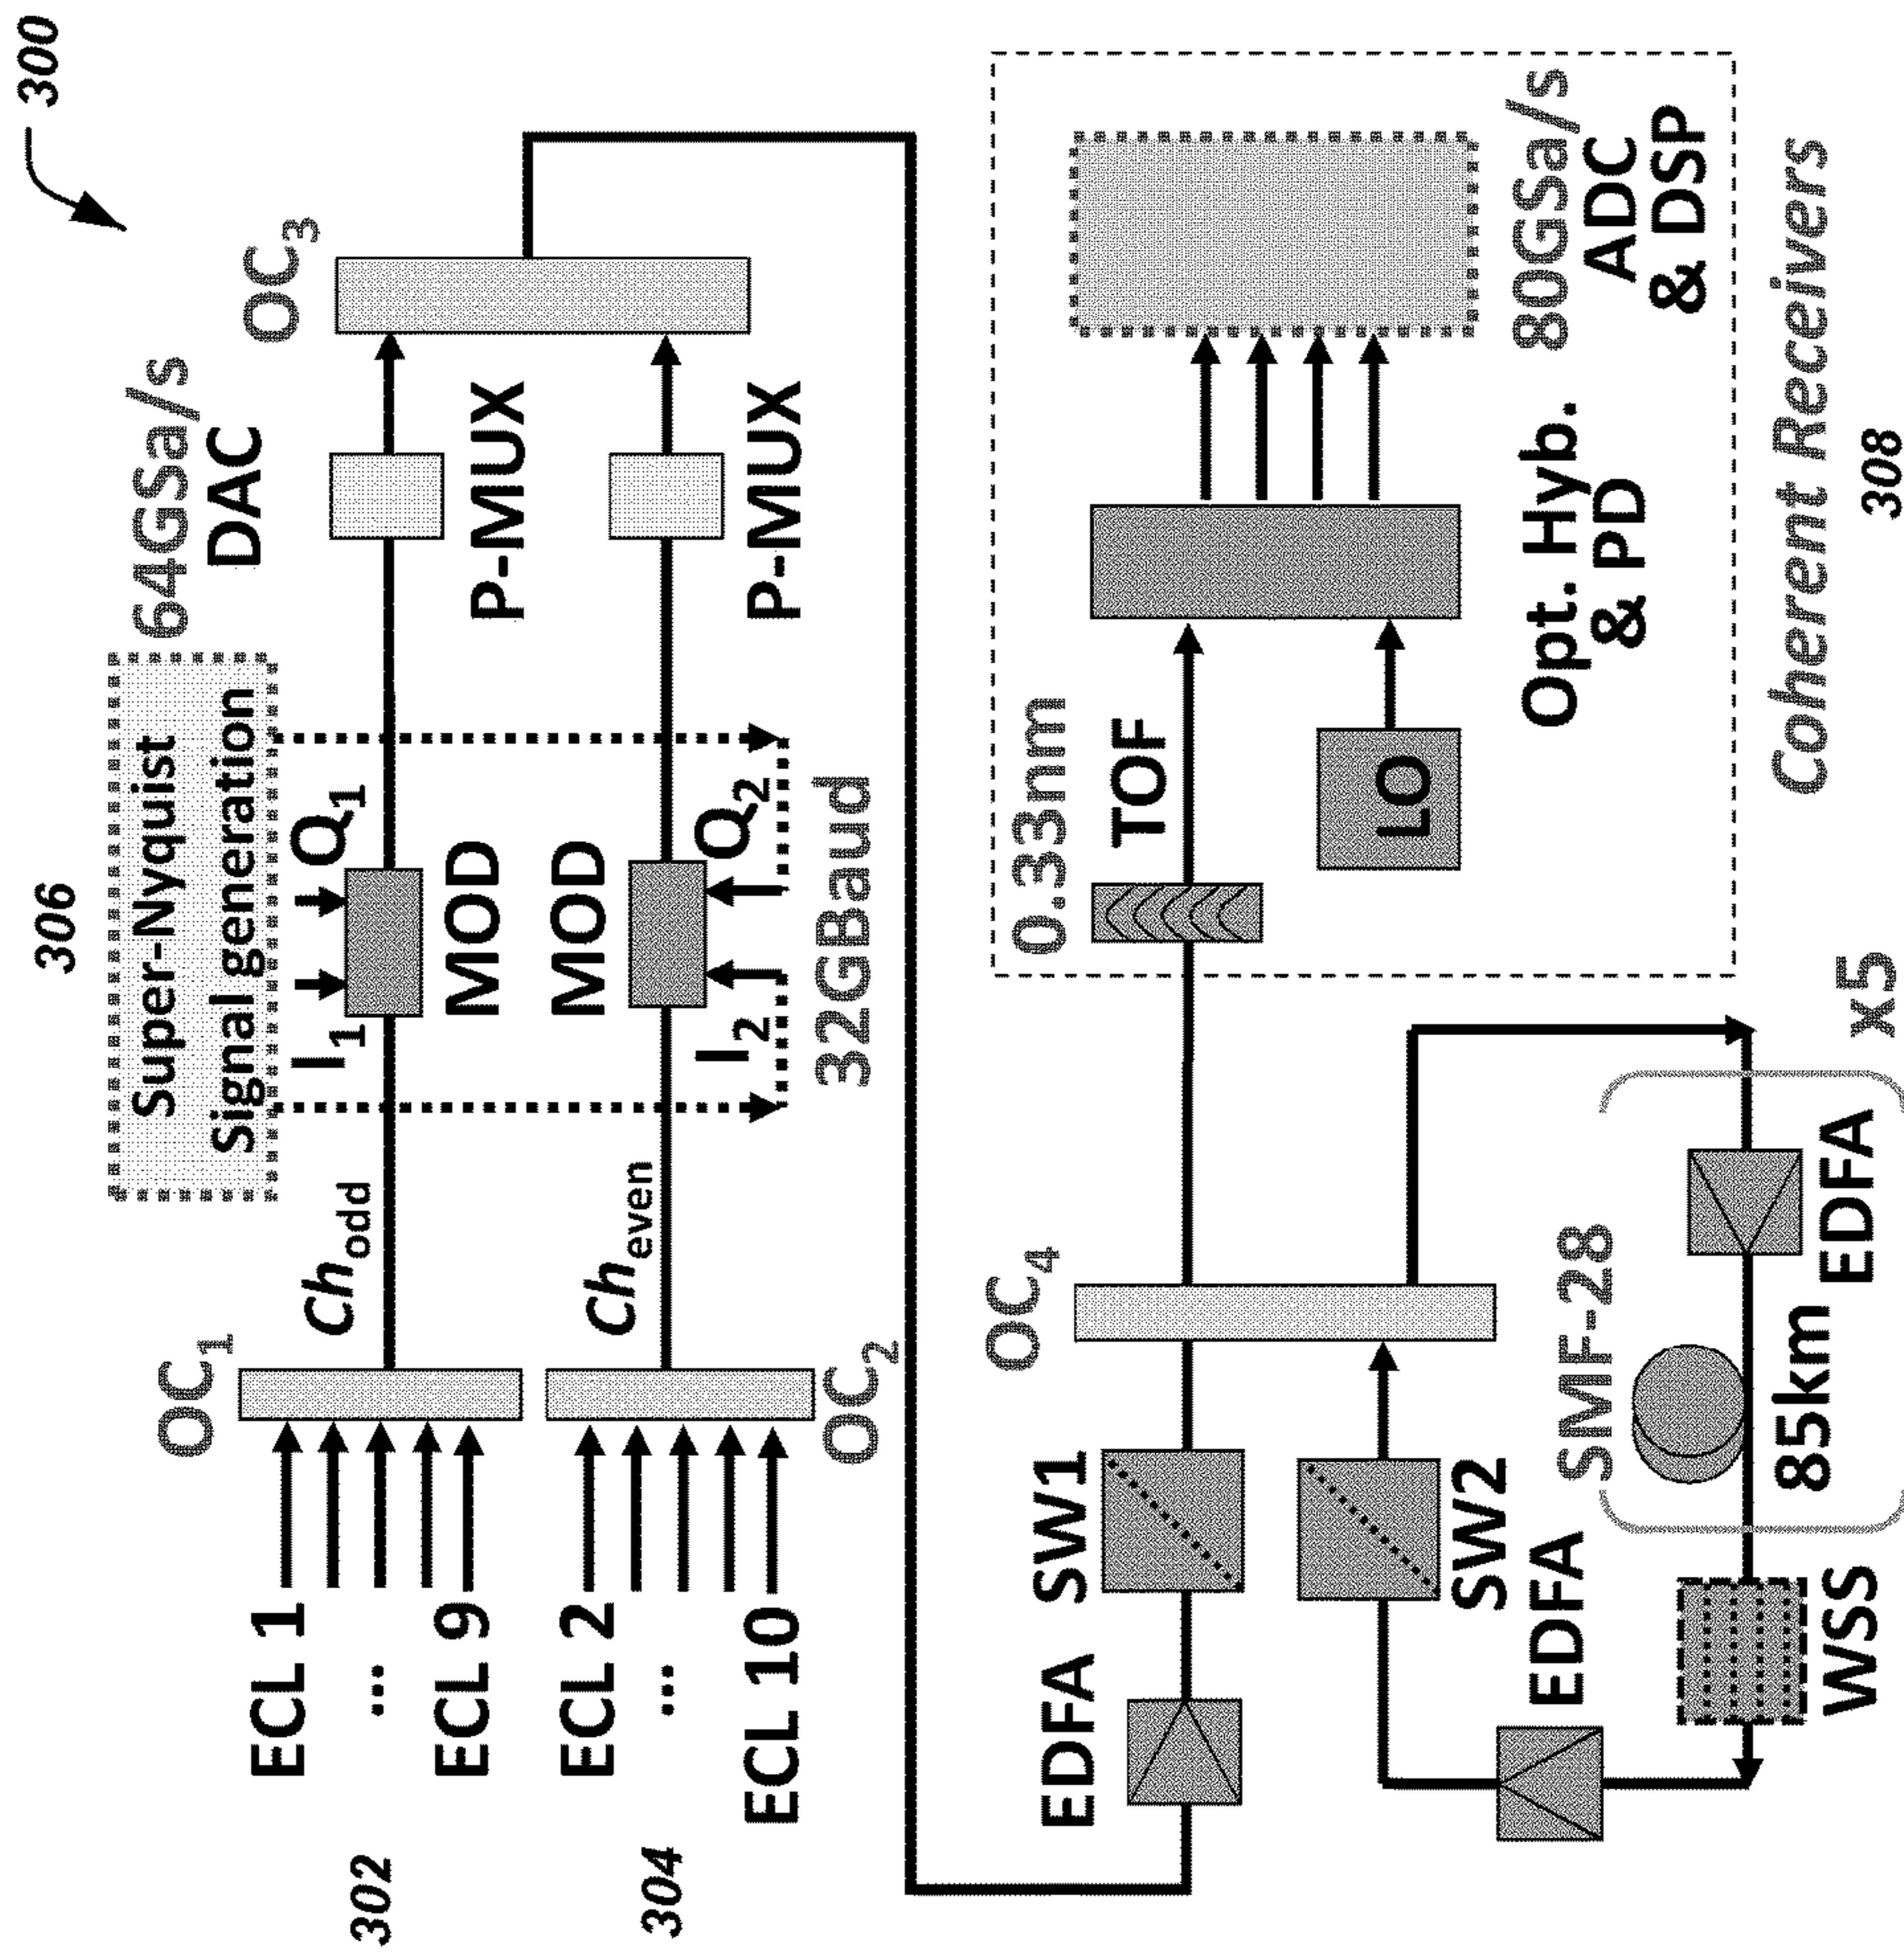 300
306
Super-Nyquist
Signal generation
64GSa/s
DAC
OC1
OC3
ECL 1
...
ECL 9
Chodd
I1
Q1
MOD
P-MUX
302
ECL 2
...
ECL 10
Cheven
MOD
I2
Q2
P-MUX
304
OC2
32GBaud
EDFA
SW1
OC4
0.33nm
TOF
LO
Opt. Hyb.
& PD
80GSa/s
ADC
& DSP
Coherent Receivers
308
SW2
EDFA
WSS
SMF-28
85km
EDFA
x5